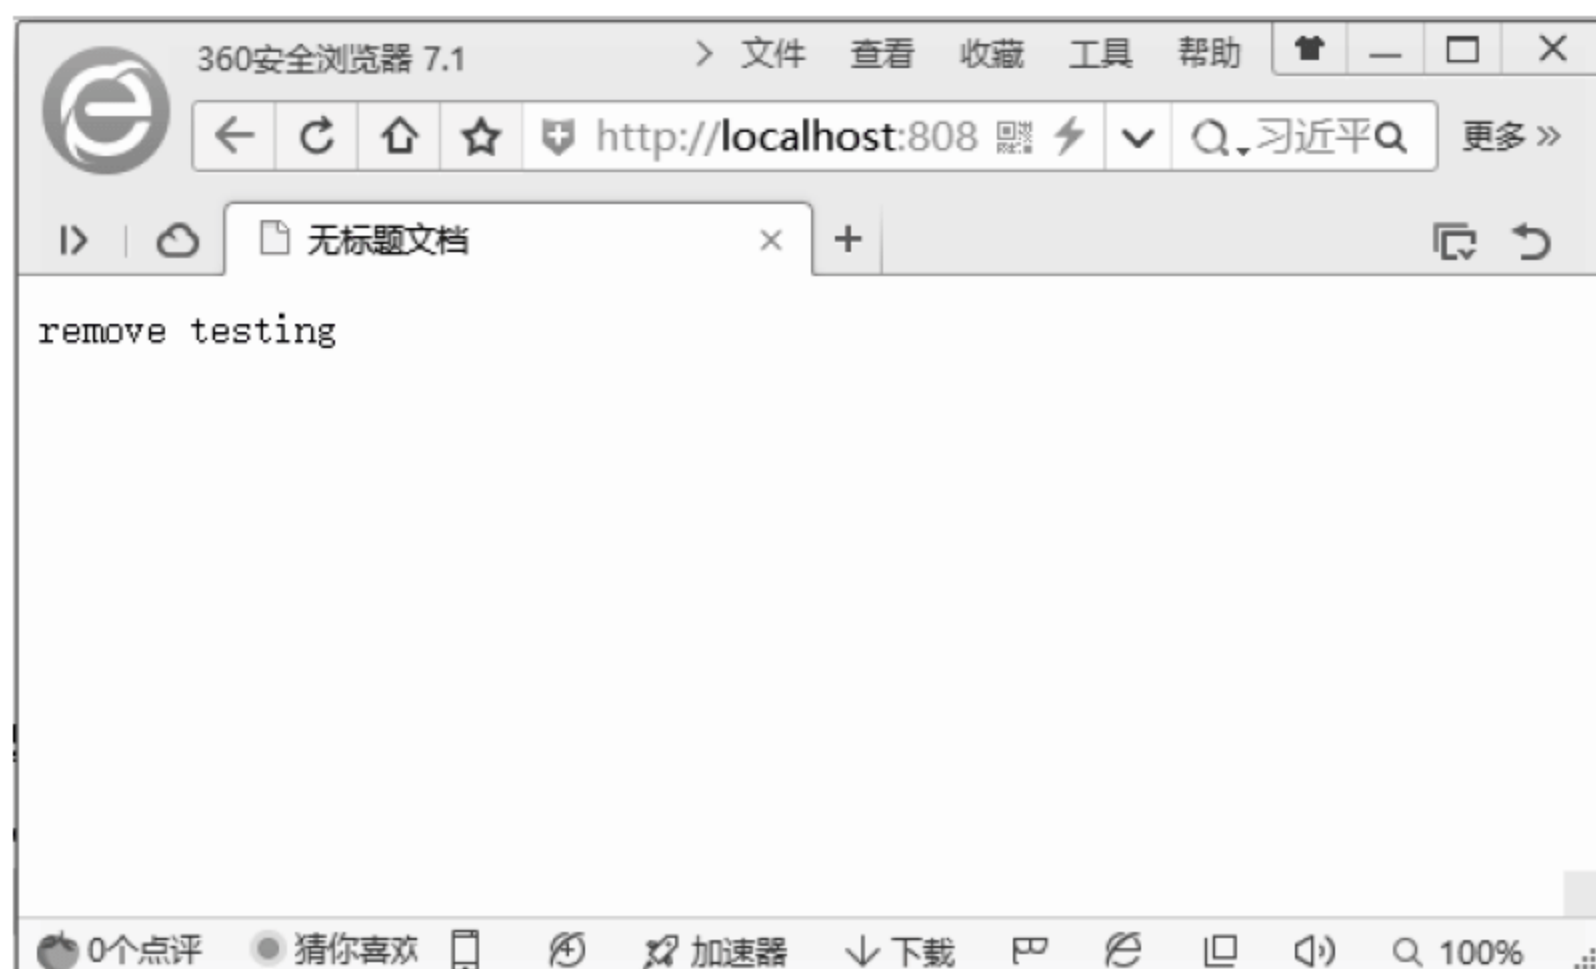 360安全浏览器 7.1 > 文件 查看 收藏 工具 帮助
http://localhost:808 习近平 更多 »
无标题文档
remove testing
0个点评 猜你喜欢 加速器 下载 100%